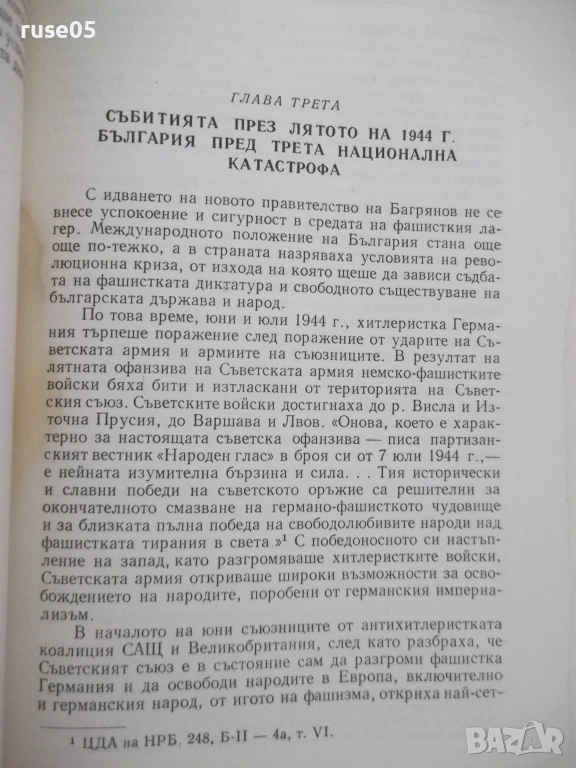 ruse05
ГЛАВА ТРЕТА
СЪБИТИЯТА ПРЕЗ ЛЯТОТО НА 1944 Г.
БЪЛГАРИЯ ПРЕД ТРЕТА НАЦИОНАЛНА
КАТАСТРОФА
С идването на новото правителство на Багрянов не се
внесе успокоение и сигурност в средата на фашисткия ла-
гер. Международното положение на България стана още
още по-тежко, а в страната назряваха условията на рево-
люционна криза, от изхода на която щеше да зависи съдба-
та на фашистката диктатура и свободното съществуване на
българската държава и народ.
По това време, юни и юли 1944 г., хитлеристка Герма-
ния търпеше поражение след поражение от ударите на Съ-
ветската армия и армиите на съюзниците. В резултат на
лятната офанзива на Съветската армия немско-фашистките
войски бяха бити и изтласкани от територията на Съвет-
ския съюз. Съветските войски достигнаха до р. Висла и Из-
точна Прусия, до Варшава и Лвов. «Онова, което е харак-
терно за настоящата съветска офанзива — писа партизан-
ският вестник «Народен глас» в броя си от 7 юли 1944 г.,—
е нейната изумителна бързина и сила. . . Тия исторически
и славни победи на съветското оръжие са решителни за
окончателното смазване на германо-фашисткото чудовище
и за близката пълна победа на свободолюбивите народи над
фашистката тирания в света »¹ С победоносното си настъп-
ление на запад, като разгромяваше хитлеристките войски,
Съветската армия откриваше широки възможности за осво-
бождението на народите, поробени от германския империа-
лизъм.
В началото на юни съюзниците от антихитлеристката
коалиция САЩ и Великобритания, след като разбраха, че
Съветският съюз е в състояние сам да разгроми фашистка
Германия и да освободи народите в Европа, включително
и германския народ, от игото на фашизма, откриха най-сет-
¹ ЦДА на НРБ, 248, Б-II — 4а, т. VI.
BAZAR